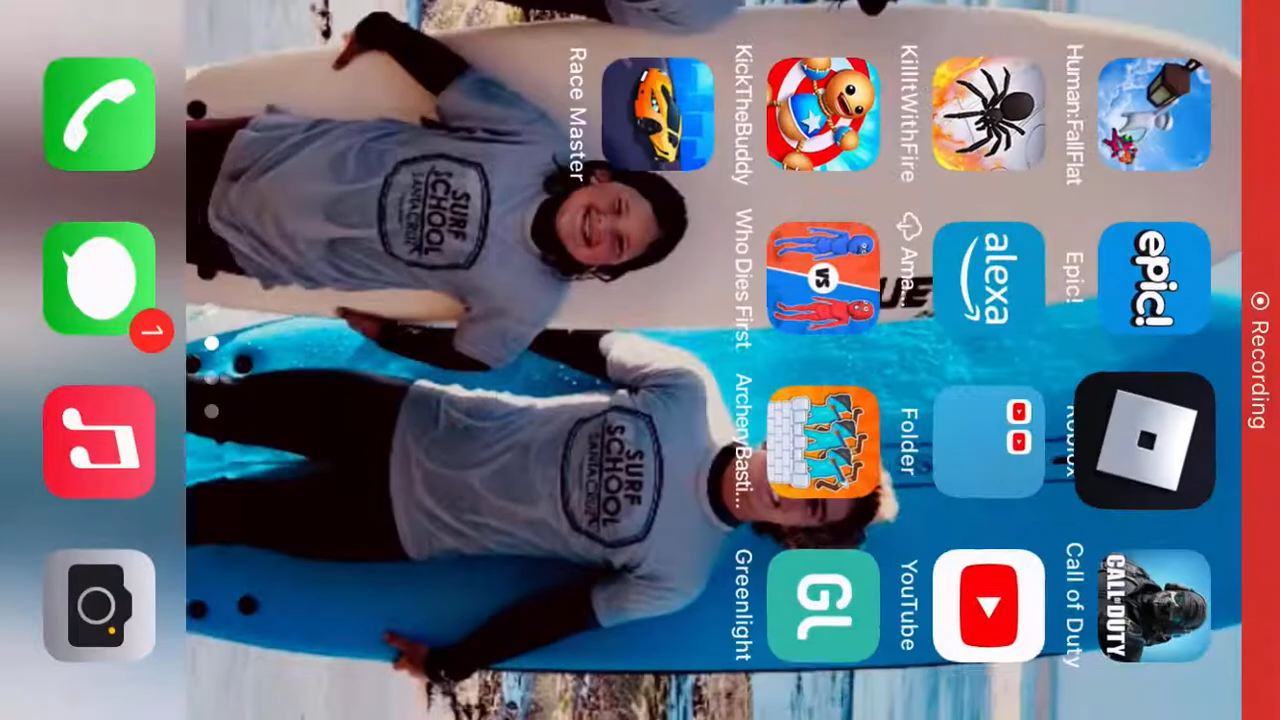 Recording
Human:FallFlat
epic!
Epic!
Roblox
CALL·DUTY
Call of Duty
KillItWithFire
alexa
Ama...
Folder
YouTube
KickTheBuddy
VS
Who Dies First
ArcheryBasti...
GL
Greenlight
Race Master
SURF
SCHOOL
SANTA CRUZ
SURF
SCHOOL
SANTA CRUZ
1